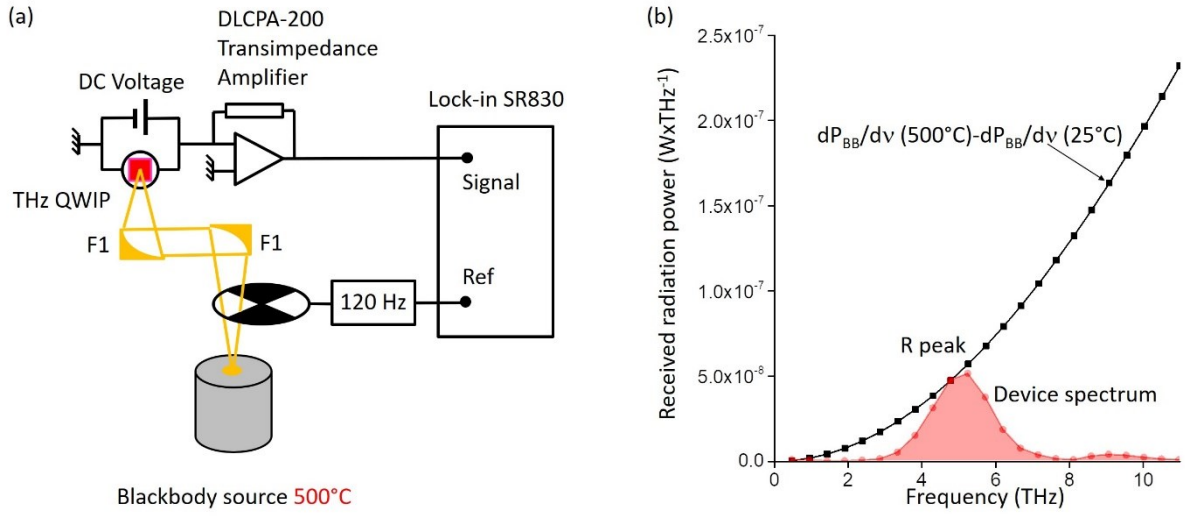 (a)
DLCPA-200
Transimpedance
Amplifier
DC Voltage
Lock-in SR830
Signal
THz QWIP
F1
F1
Ref
120 Hz
Blackbody source 500°C
(b)
Received radiation power (WxTHz⁻¹)
2.5x10⁻⁷
2.0x10⁻⁷
1.5x10⁻⁷
1.0x10⁻⁷
5.0x10⁻⁸
0.0
dP_BB/dν (500°C)-dP_BB/dν (25°C)
R peak
Device spectrum
0 2 4 6 8 10
Frequency (THz)